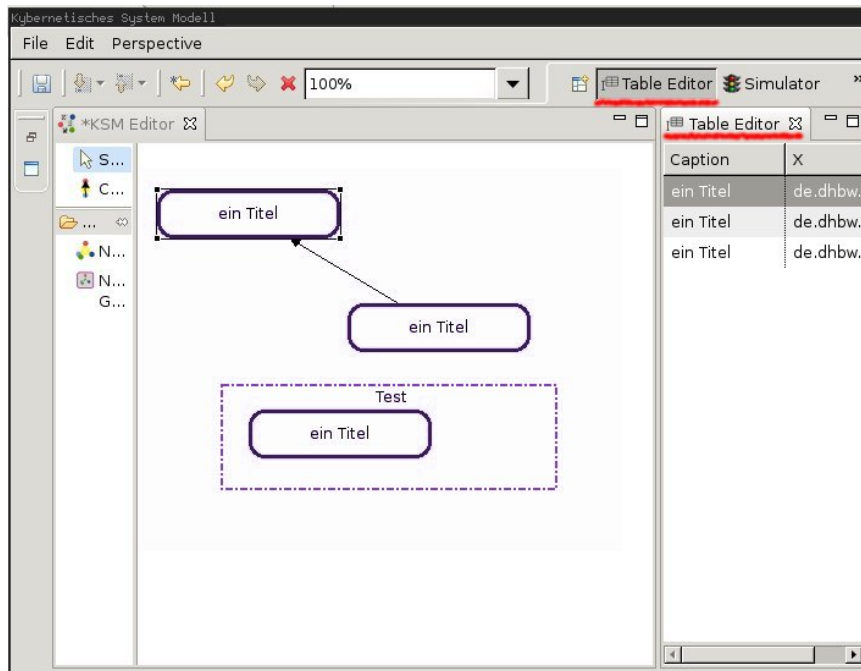 Kybernetisches System Modell
File Edit Perspective
100%
Table Editor Simulator »
*KSM Editor
Table Editor
S...
C...
...
N...
N...
G...
ein Titel
ein Titel
Test
ein Titel
Caption X
ein Titel de.dhbw.
ein Titel de.dhbw.
ein Titel de.dhbw.